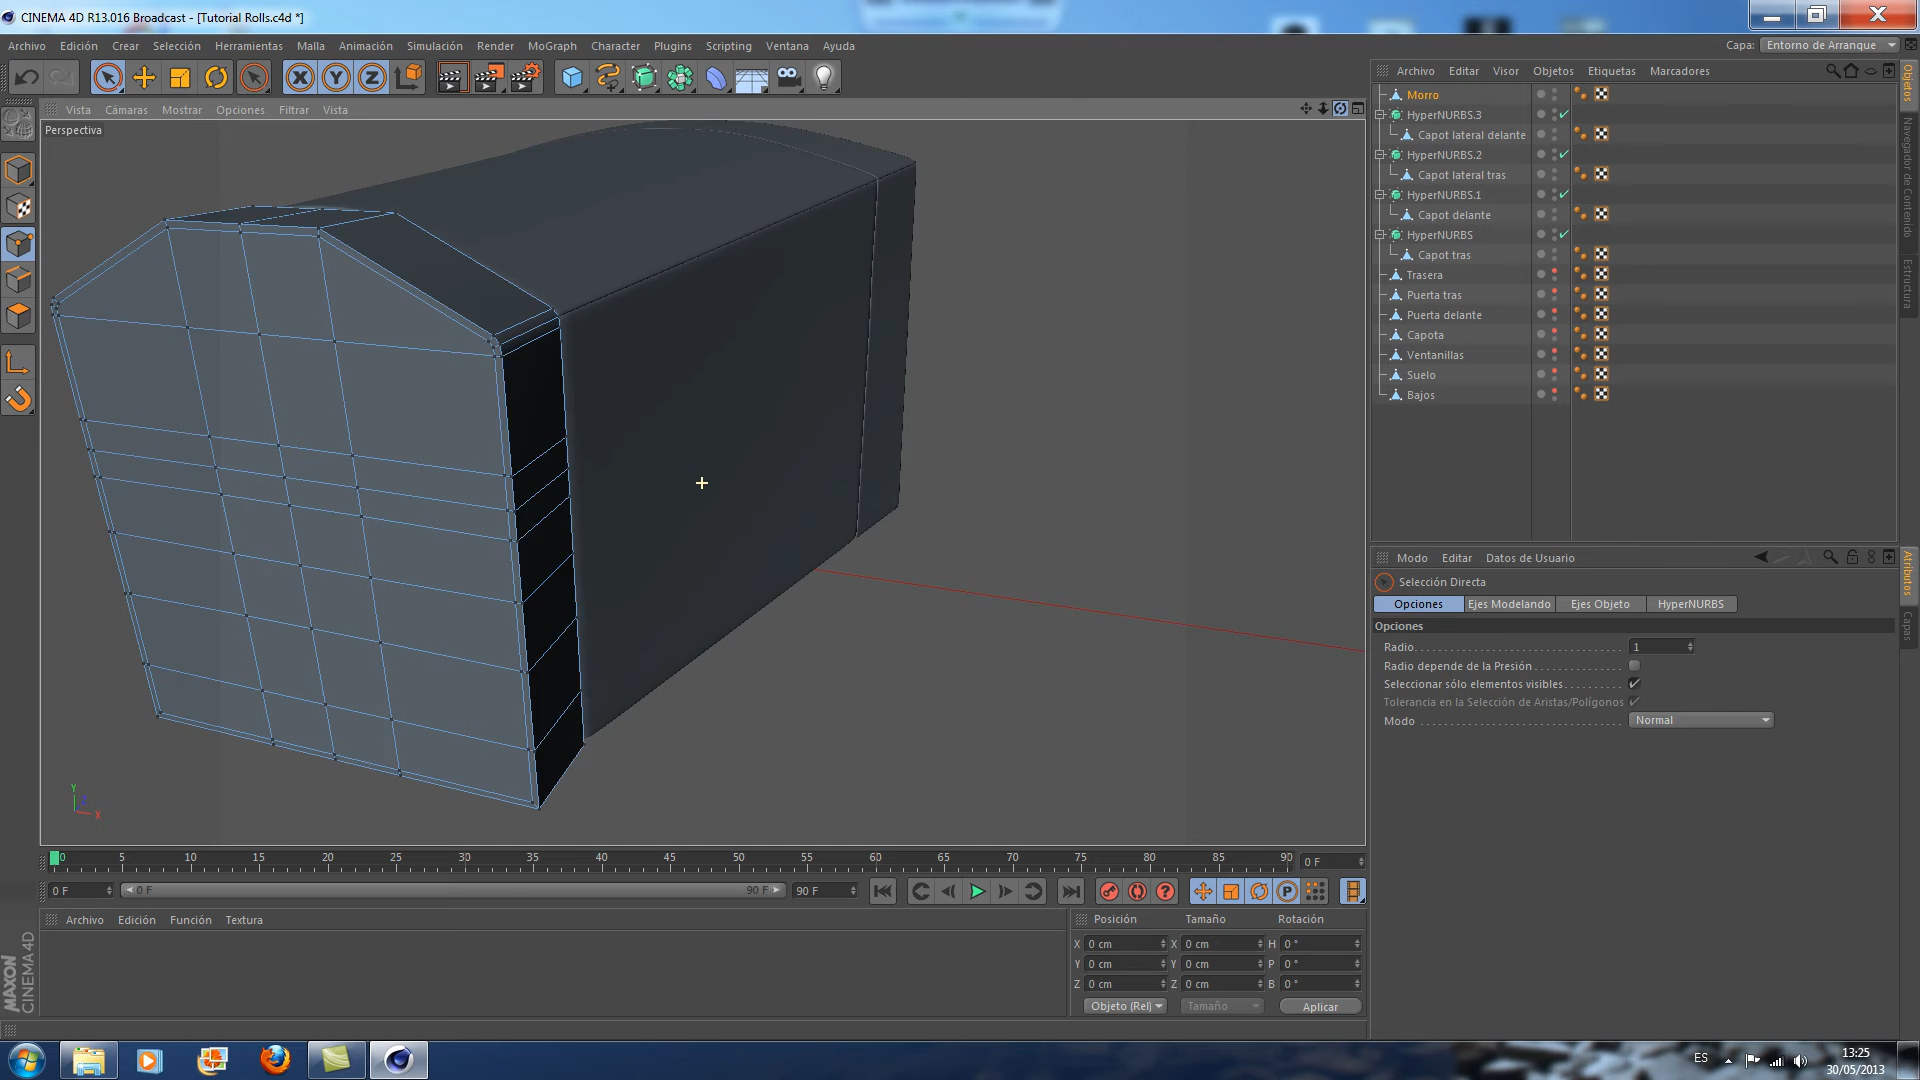 CINEMA 4D R13.016 Broadcast - [Tutorial Rolls.c4d *]
Archivo Edición Crear Selección Herramientas Malla Animación Simulación Render MoGraph Character Plugins Scripting Ventana Ayuda
Capa: Entorno de Arranque
X Y Z
Archivo Editar Visor Objetos Etiquetas Marcadores
Vista Cámaras Mostrar Opciones Filtrar Vista
Perspectiva
Morro
HyperNURBS.3
Capot lateral delante
HyperNURBS.2
Capot lateral tras
HyperNURBS.1
Capot delante
HyperNURBS
Capot tras
Trasera
Puerta tras
Puerta delante
Capota
Ventanillas
Suelo
Bajos
Objetos
Navegador de Contenido
Estructura
Modo Editar Datos de Usuario
Selección Directa
Opciones Ejes Modelando Ejes Objeto HyperNURBS
Opciones
Radio 1
Radio depende de la Presión
Seleccionar sólo elementos visibles
Tolerancia en la Selección de Aristas/Polígonos
Modo Normal
Atributos
Capas
Y
X
0 5 10 15 20 25 30 35 40 45 50 55 60 65 70 75 80 85 90 0 F
0 F 0 F 90 F 90 F
P
Archivo Edición Función Textura
Posición Tamaño Rotación
X 0 cm X 0 cm H 0 °
Y 0 cm Y 0 cm P 0 °
Z 0 cm Z 0 cm B 0 °
Objeto (Rel) Tamaño Aplicar
MAXON
CINEMA 4D
ES
13:25
30/05/2013